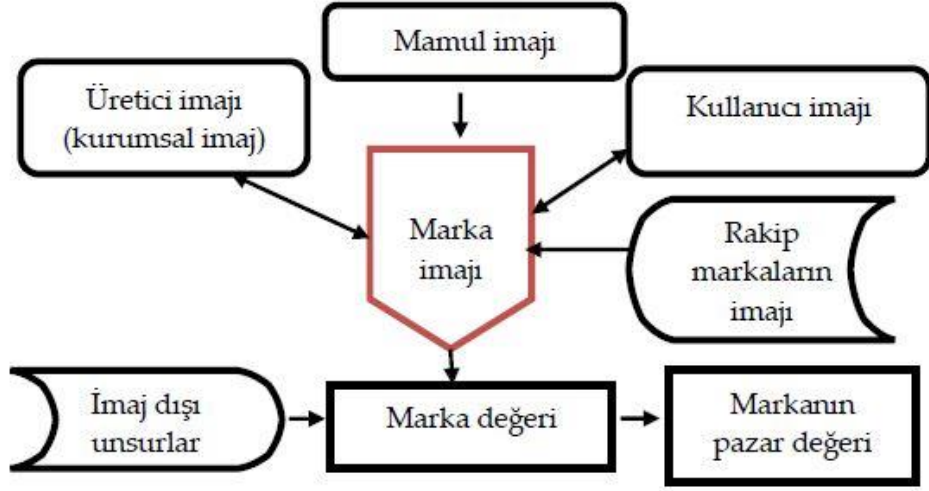 Mamul imajı
Üretici imajı
(kurumsal imaj)
Kullanıcı imajı
Marka
imajı
Rakip
markaların
imajı
İmaj dışı
unsurlar
Marka değeri
Markanın
pazar değeri